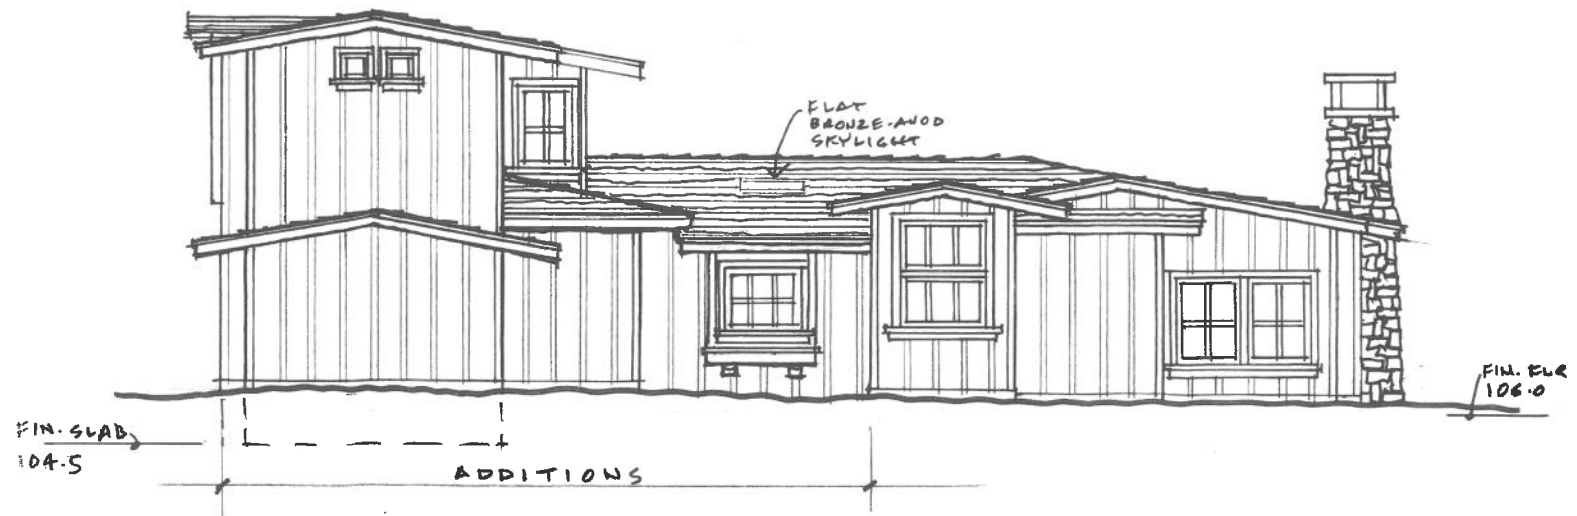 FLAT
BRONZE-ANOD
SKYLIGHT
FIN. FLR
106.0
FIN. SLAB
104.5
ADDITIONS